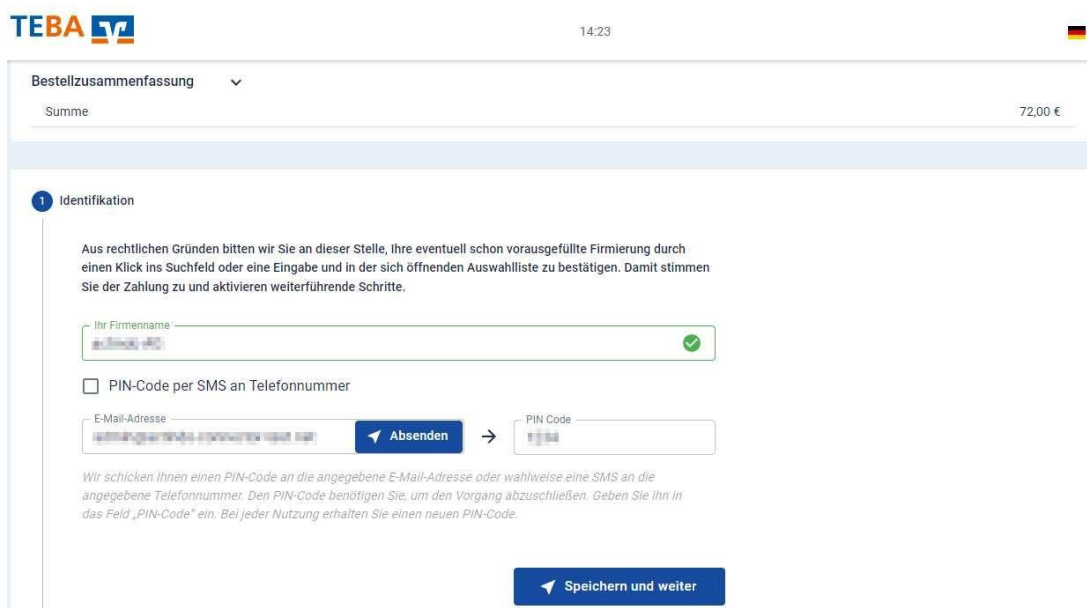 TEBA
14:23
Bestellzusammenfassung
Summe 72,00 €
1 Identifikation
Aus rechtlichen Gründen bitten wir Sie an dieser Stelle, Ihre eventuell schon vorausgefüllte Firmierung durch
einen Klick ins Suchfeld oder eine Eingabe und in der sich öffnenden Auswahlliste zu bestätigen. Damit stimmen
Sie der Zahlung zu und aktivieren weiterführende Schritte.
Ihr Firmenname
PIN-Code per SMS an Telefonnummer
E-Mail-Adresse
Absenden
PIN Code
Wir schicken Ihnen einen PIN-Code an die angegebene E-Mail-Adresse oder wahlweise eine SMS an die
angegebene Telefonnummer. Den PIN-Code benötigen Sie, um den Vorgang abzuschließen. Geben Sie ihn in
das Feld „PIN-Code" ein. Bei jeder Nutzung erhalten Sie einen neuen PIN-Code.
Speichern und weiter